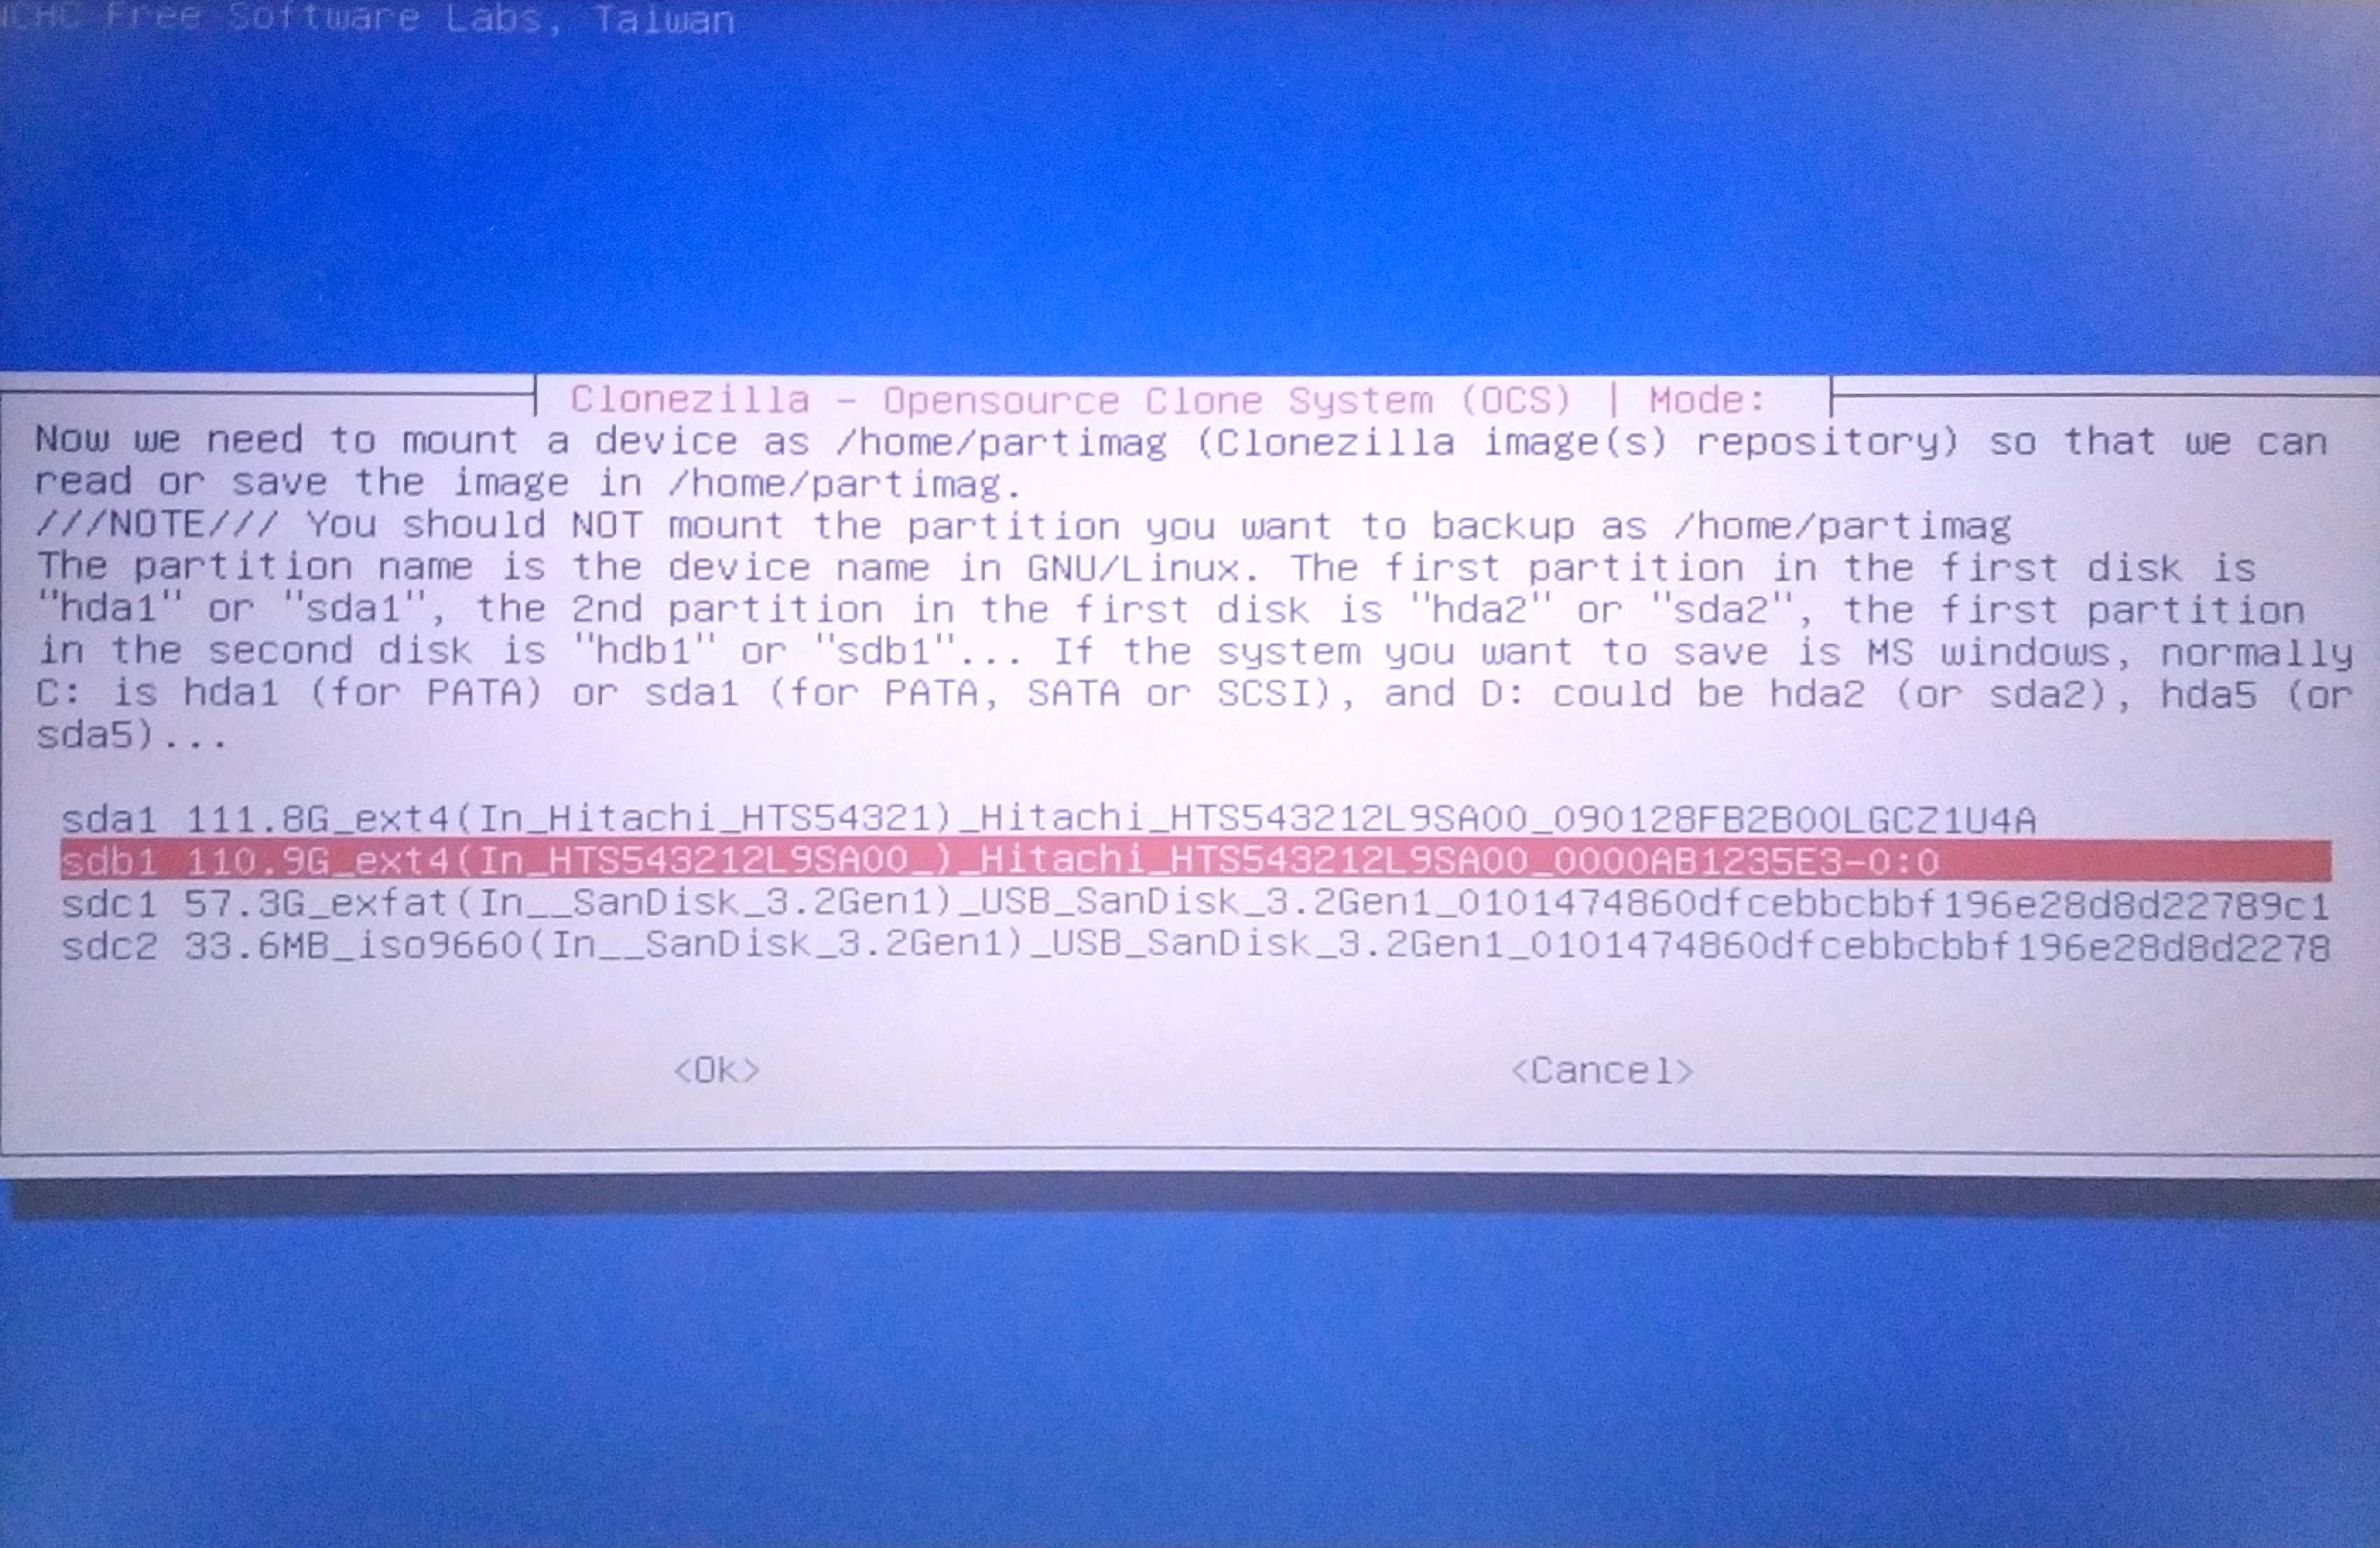 NCHC Free Software Labs, Taiwan
Clonezilla - Opensource Clone System (OCS) | Mode:
Now we need to mount a device as /home/partimag (Clonezilla image(s) repository) so that we can
read or save the image in /home/partimag.
///NOTE/// You should NOT mount the partition you want to backup as /home/partimag
The partition name is the device name in GNU/Linux. The first partition in the first disk is
"hda1" or "sda1", the 2nd partition in the first disk is "hda2" or "sda2", the first partition
in the second disk is "hdb1" or "sdb1"... If the system you want to save is MS windows, normally
C: is hda1 (for PATA) or sda1 (for PATA, SATA or SCSI), and D: could be hda2 (or sda2), hda5 (or
sda5)...
sda1 111.8G_ext4(In_Hitachi_HTS54321)_Hitachi_HTS543212L9SA00_090128FB2B00LGCZ1U4A
sdb1 110.9G_ext4(In_HTS543212L9SA00_)_Hitachi_HTS543212L9SA00_0000AB1235E3-0:0
sdc1 57.3G_exfat(In__SanDisk_3.2Gen1)_USB_SanDisk_3.2Gen1_0101474860dfcebbcbbf196e28d8d22789c1
sdc2 33.6MB_iso9660(In__SanDisk_3.2Gen1)_USB_SanDisk_3.2Gen1_0101474860dfcebbcbbf196e28d8d2278
<Ok> <Cancel>